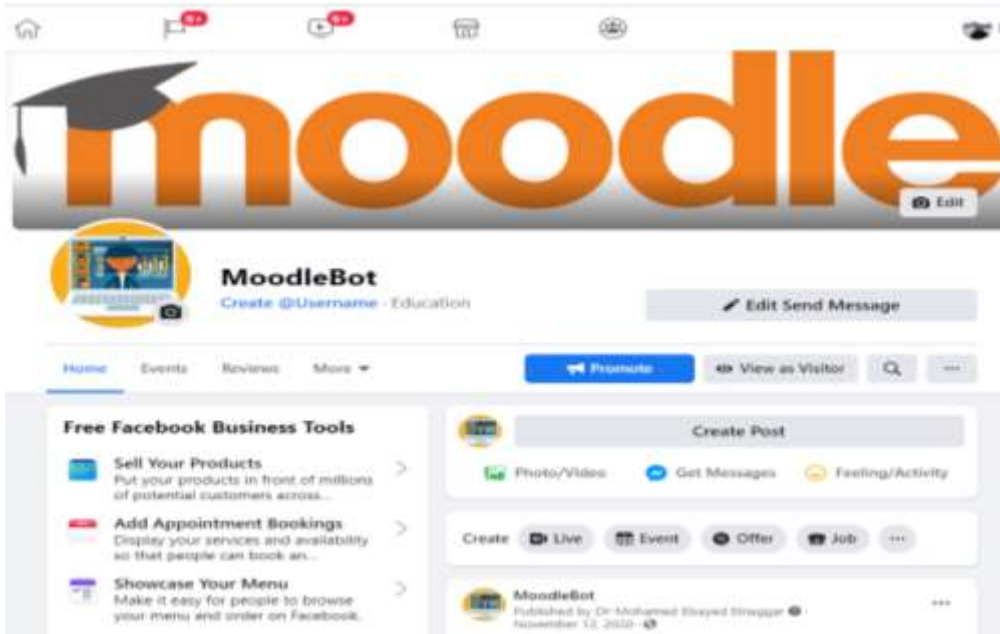 9+
9+
moodle
Edit
MoodleBot
Create @Username · Education
Edit Send Message
Home Events Reviews More
Promote
View as Visitor
Free Facebook Business Tools
Sell Your Products
Put your products in front of millions
of potential customers across...
Add Appointment Bookings
Display your services and availability
so that people can book an...
Showcase Your Menu
Make it easy for people to browse
your menu and order on Facebook.
Create Post
Photo/Video Get Messages Feeling/Activity
Create Live Event Offer Job
MoodleBot
Published by Dr-Mohamed Elsayed Elnaggar
November 12, 2020 ·